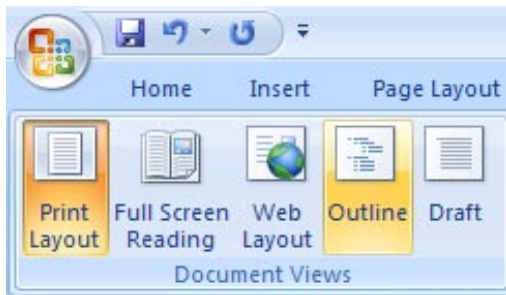 Home Insert Page Layout
Print Layout
Full Screen Reading
Web Layout
Outline
Draft
Document Views